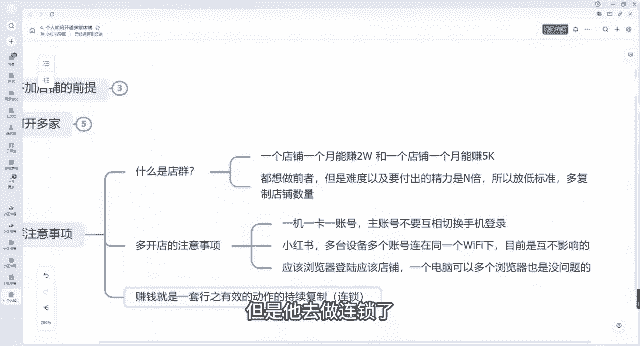 加店铺的前提
3
开多家
5
注意事项
什么是店群？
一个店铺一个月能赚2W 和一个店铺一个月能赚5K
都想做前者，但是难度以及要付出的精力是N倍，所以放低标准，多复
制店铺数量
多开店的注意事项
一机一卡一账号，主账号不要互相切换手机登录
小红书，多台设备多个账号连在同一个WiFi下，目前是互不影响的
应该浏览器登陆应该店铺，一个电脑可以多个浏览器也是没问题的
赚钱就是一套行之有效的动作的持续复制（连锁）
但是他去做连锁了